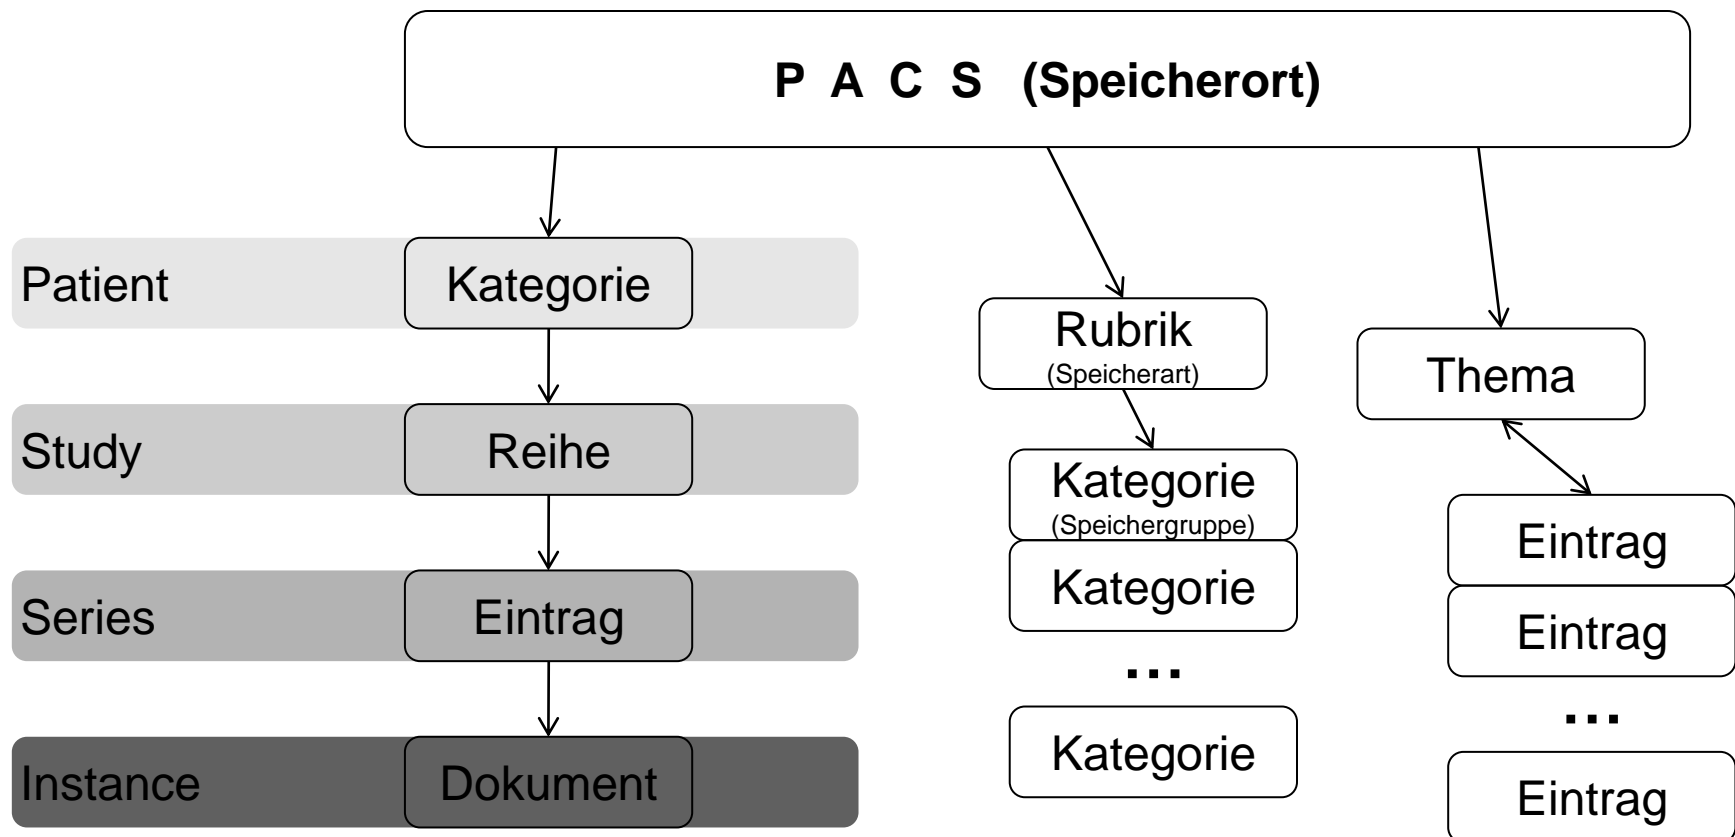 P A C S (Speicherort)
Patient
Kategorie
Study
Reihe
Series
Eintrag
Instance
Dokument
Rubrik
(Speicherart)
Kategorie
(Speichergruppe)
Kategorie
...
Kategorie
Thema
Eintrag
Eintrag
...
Eintrag